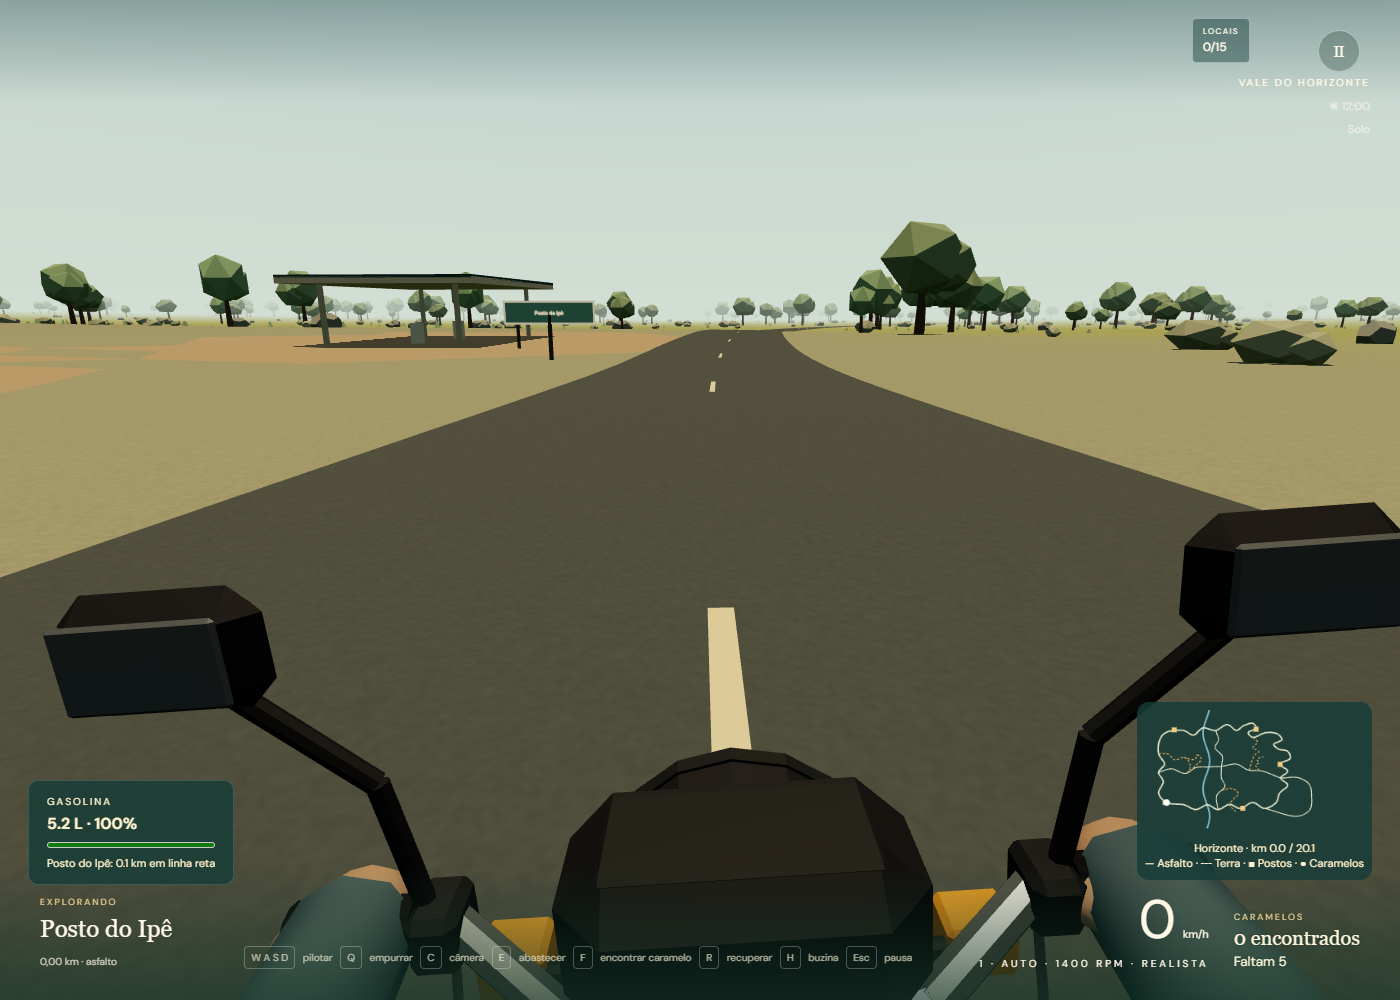 LOCAIS
0/15
II
VALE DO HORIZONTE
☀ 12:00
Solo
Posto do Ipê
GASOLINA
5.2 L · 100%
Posto do Ipê: 0.1 km em linha reta
EXPLORANDO
Posto do Ipê
0,00 km · asfalto
W A S D pilotar Q empurrar C câmera E abastecer F encontrar caramelo R recuperar H buzina Esc pausa
Horizonte · km 0.0 / 20.1
— Asfalto · --- Terra · ■ Postos · ● Caramelos
0 km/h
1 · AUTO · 1400 RPM · REALISTA
CARAMELOS
0 encontrados
Faltam 5